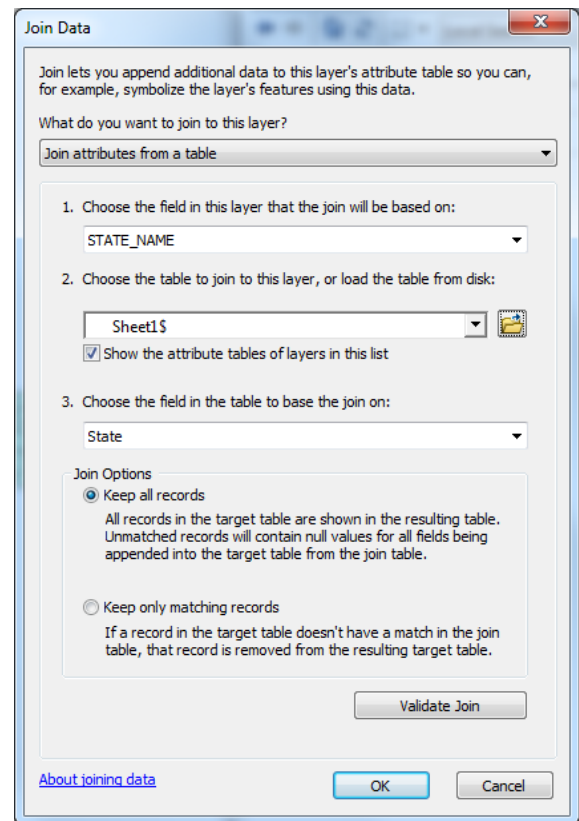 Join Data
Join lets you append additional data to this layer's attribute table so you can,
for example, symbolize the layer's features using this data.
What do you want to join to this layer?
Join attributes from a table
1. Choose the field in this layer that the join will be based on:
STATE_NAME
2. Choose the table to join to this layer, or load the table from disk:
Sheet1$
Show the attribute tables of layers in this list
3. Choose the field in the table to base the join on:
State
Join Options
Keep all records
All records in the target table are shown in the resulting table.
Unmatched records will contain null values for all fields being
appended into the target table from the join table.
Keep only matching records
If a record in the target table doesn't have a match in the join
table, that record is removed from the resulting target table.
Validate Join
About joining data
OK
Cancel